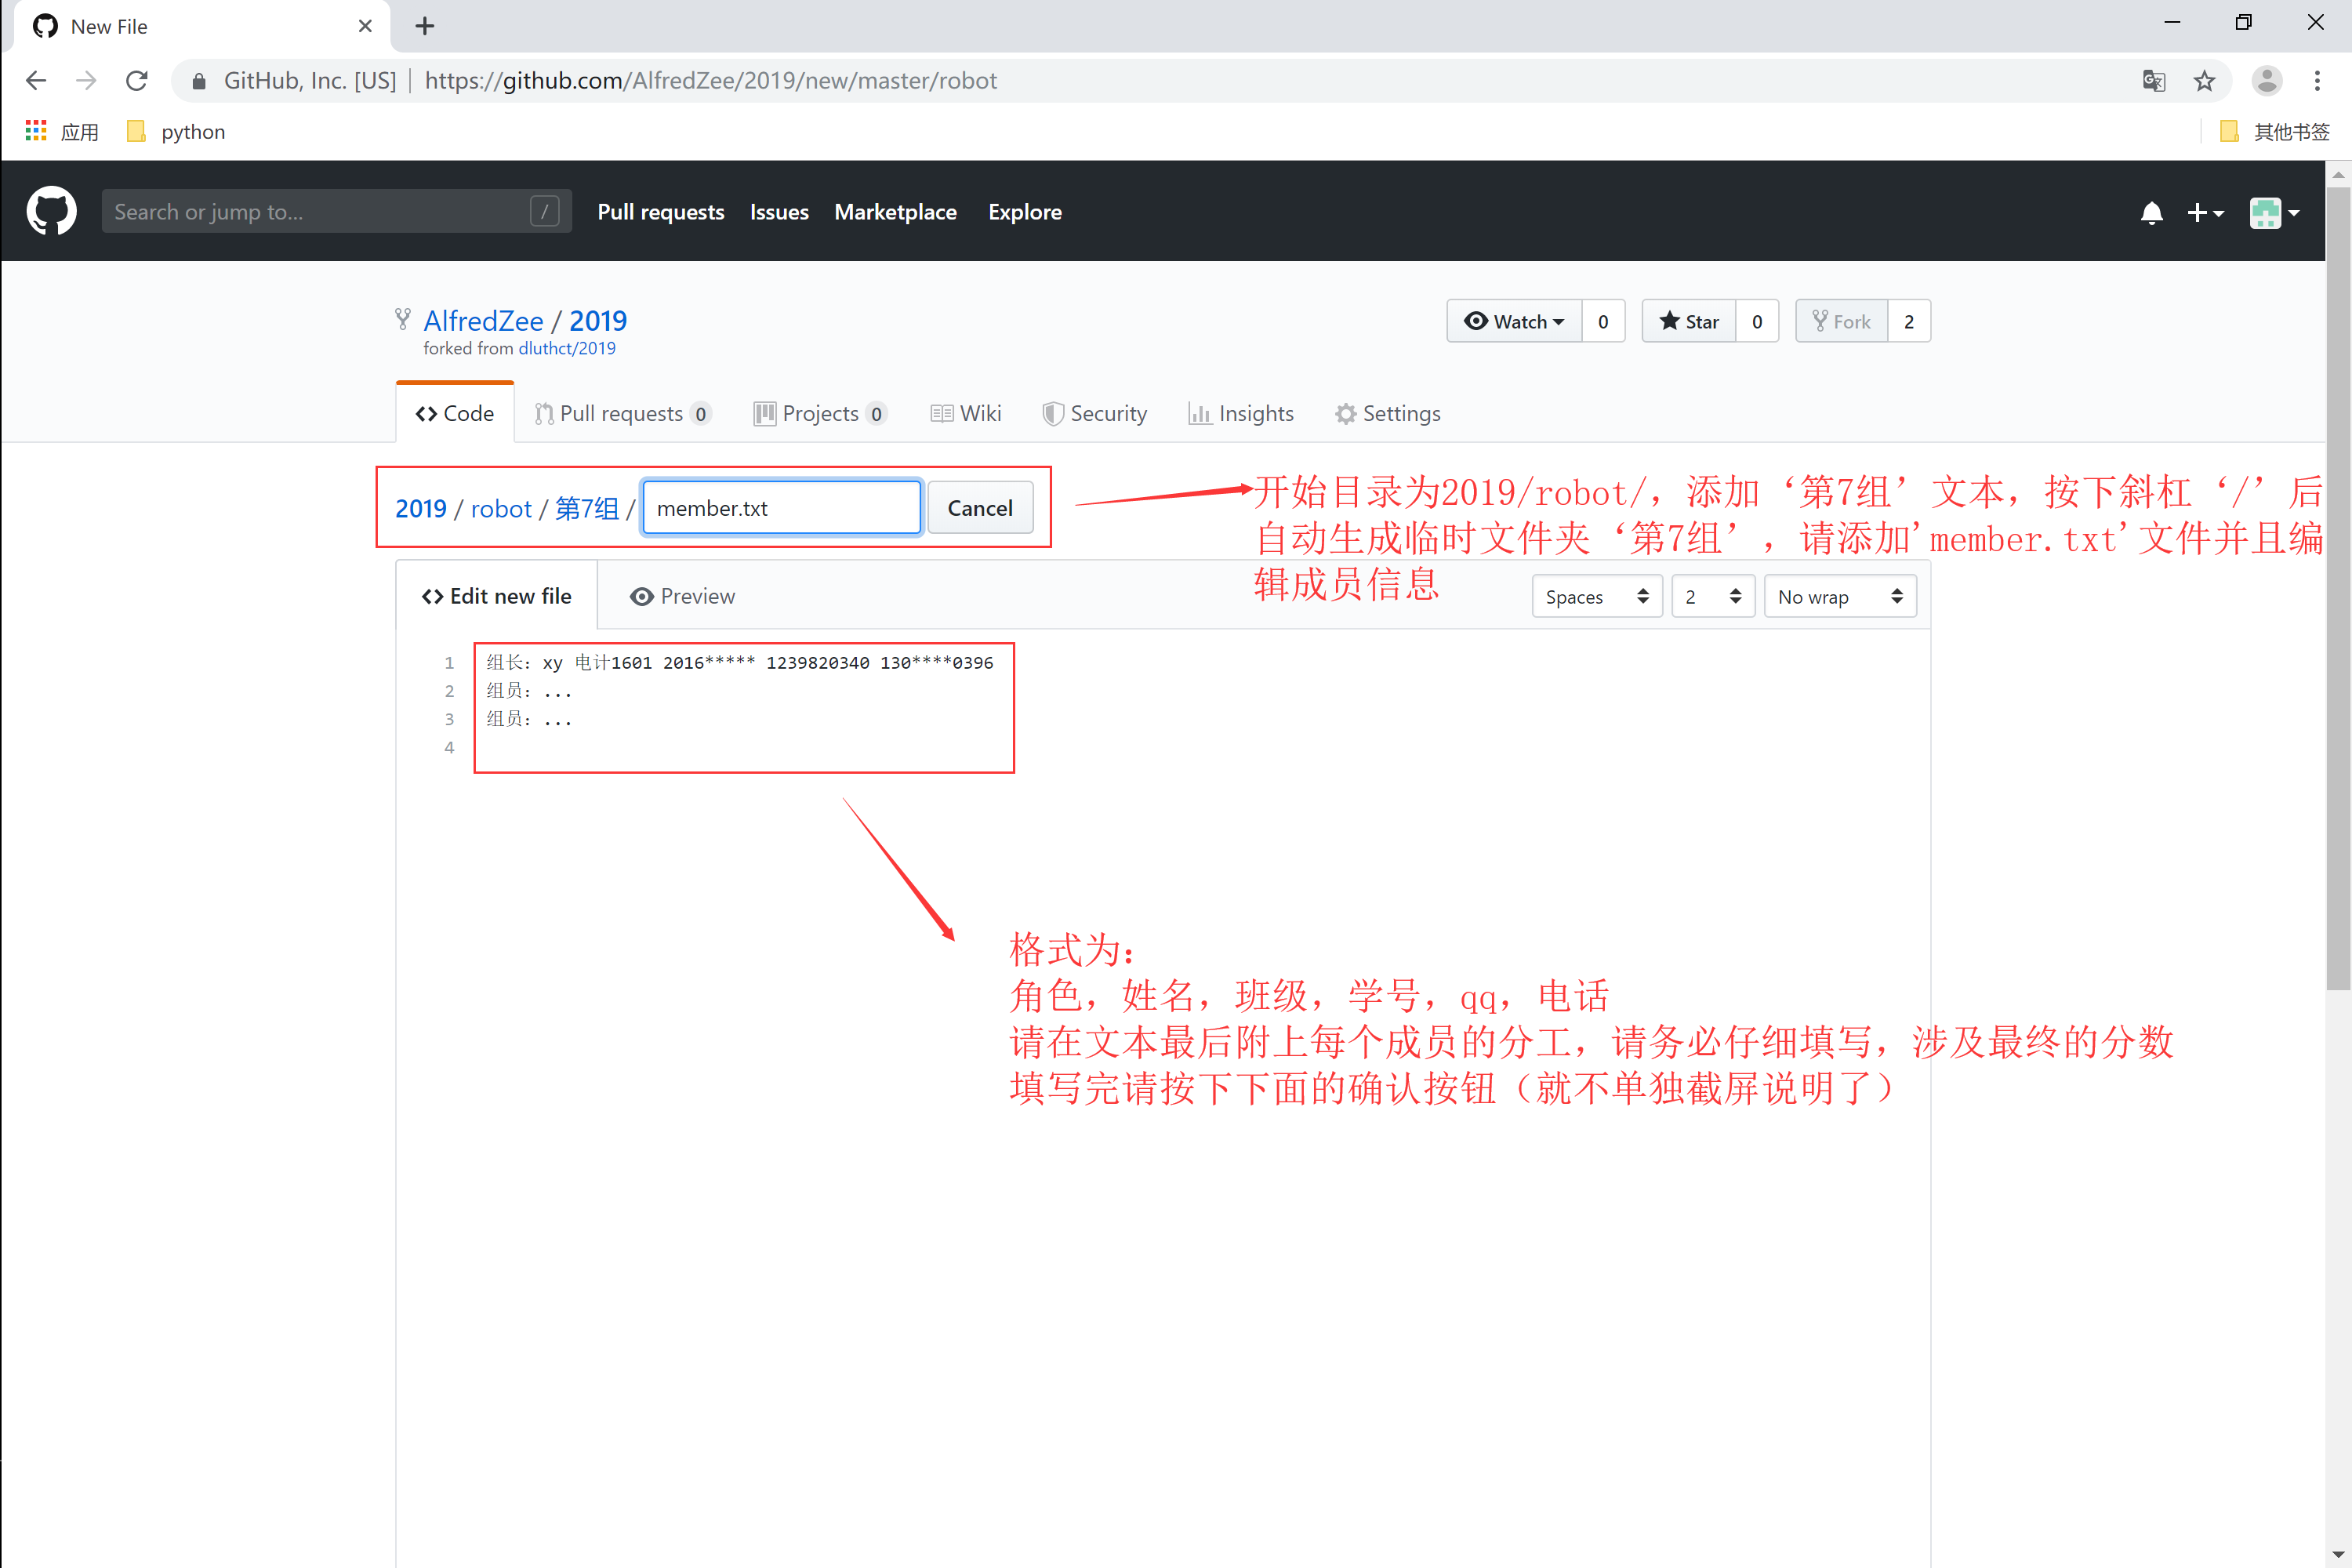 New File
GitHub, Inc. [US] https://github.com/AlfredZee/2019/new/master/robot
应用 python 其他书签
Search or jump to... / Pull requests Issues Marketplace Explore
AlfredZee / 2019 Watch 0 Star 0 Fork 2
forked from dluthct/2019
Code Pull requests 0 Projects 0 Wiki Security Insights Settings
2019 / robot / 第7组 / member.txt Cancel
开始目录为2019/robot/，添加‘第7组’文本，按下斜杠‘/’后
自动生成临时文件夹‘第7组’，请添加'member.txt'文件并且编
辑成员信息
Edit new file Preview Spaces 2 No wrap
1 组长：xy 电计1601 2016***** 1239820340 130****0396
2 组员：...
3 组员：...
4
格式为：
角色，姓名，班级，学号，qq，电话
请在文本最后附上每个成员的分工，请务必仔细填写，涉及最终的分数
填写完请按下下面的确认按钮（就不单独截屏说明了）